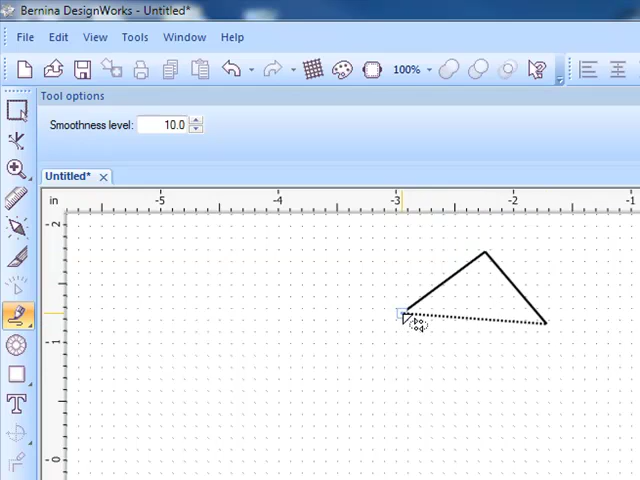 Bernina DesignWorks - Untitled*
File Edit View Tools Window Help
100%
Tool options
Smoothness level: 10.0
Untitled*
in -5 -4 -3 -2 -1
2
1
0